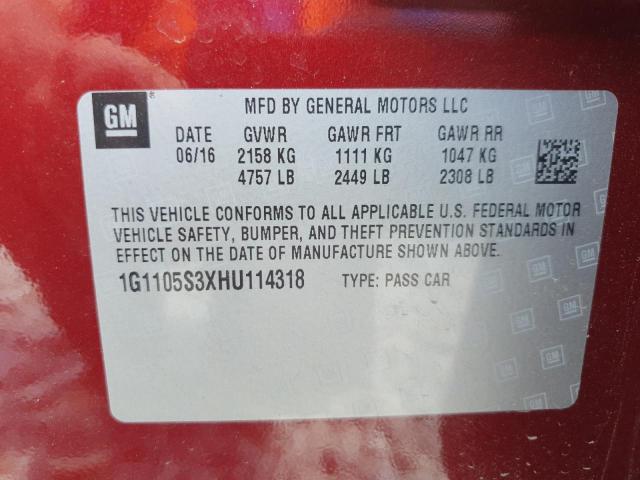 GM
MFD BY GENERAL MOTORS LLC
DATE GVWR GAWR FRT GAWR RR
06/16 2158 KG 1111 KG 1047 KG
4757 LB 2449 LB 2308 LB
THIS VEHICLE CONFORMS TO ALL APPLICABLE U.S. FEDERAL MOTOR
VEHICLE SAFETY, BUMPER, AND THEFT PREVENTION STANDARDS IN
EFFECT ON THE DATE OF MANUFACTURE SHOWN ABOVE.
1G1105S3XHU114318 TYPE: PASS CAR